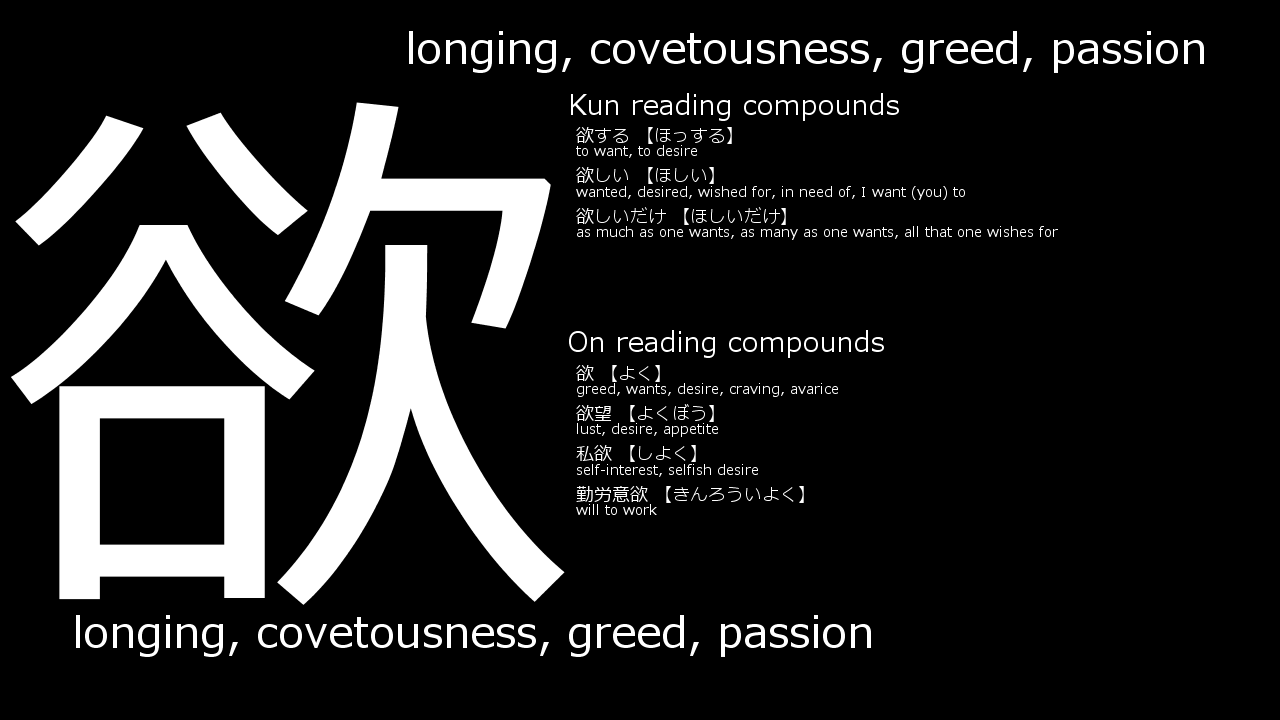 longing, covetousness, greed, passion
欲
Kun reading compounds
欲する 【ほっする】
to want, to desire
欲しい 【ほしい】
wanted, desired, wished for, in need of, I want (you) to
欲しいだけ 【ほしいだけ】
as much as one wants, as many as one wants, all that one wishes for
On reading compounds
欲 【よく】
greed, wants, desire, craving, avarice
欲望 【よくぼう】
lust, desire, appetite
私欲 【しよく】
self-interest, selfish desire
勤労意欲 【きんろういよく】
will to work
longing, covetousness, greed, passion